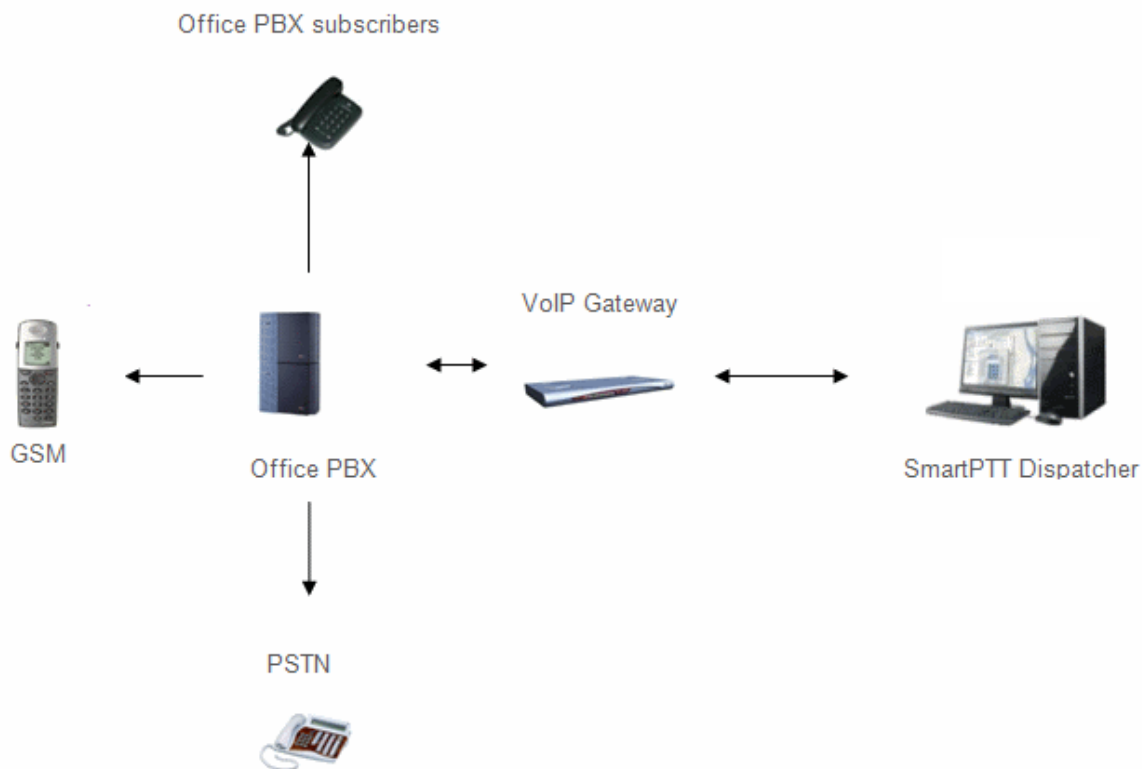 Office PBX subscribers
VoIP Gateway
GSM
Office PBX
SmartPTT Dispatcher
PSTN